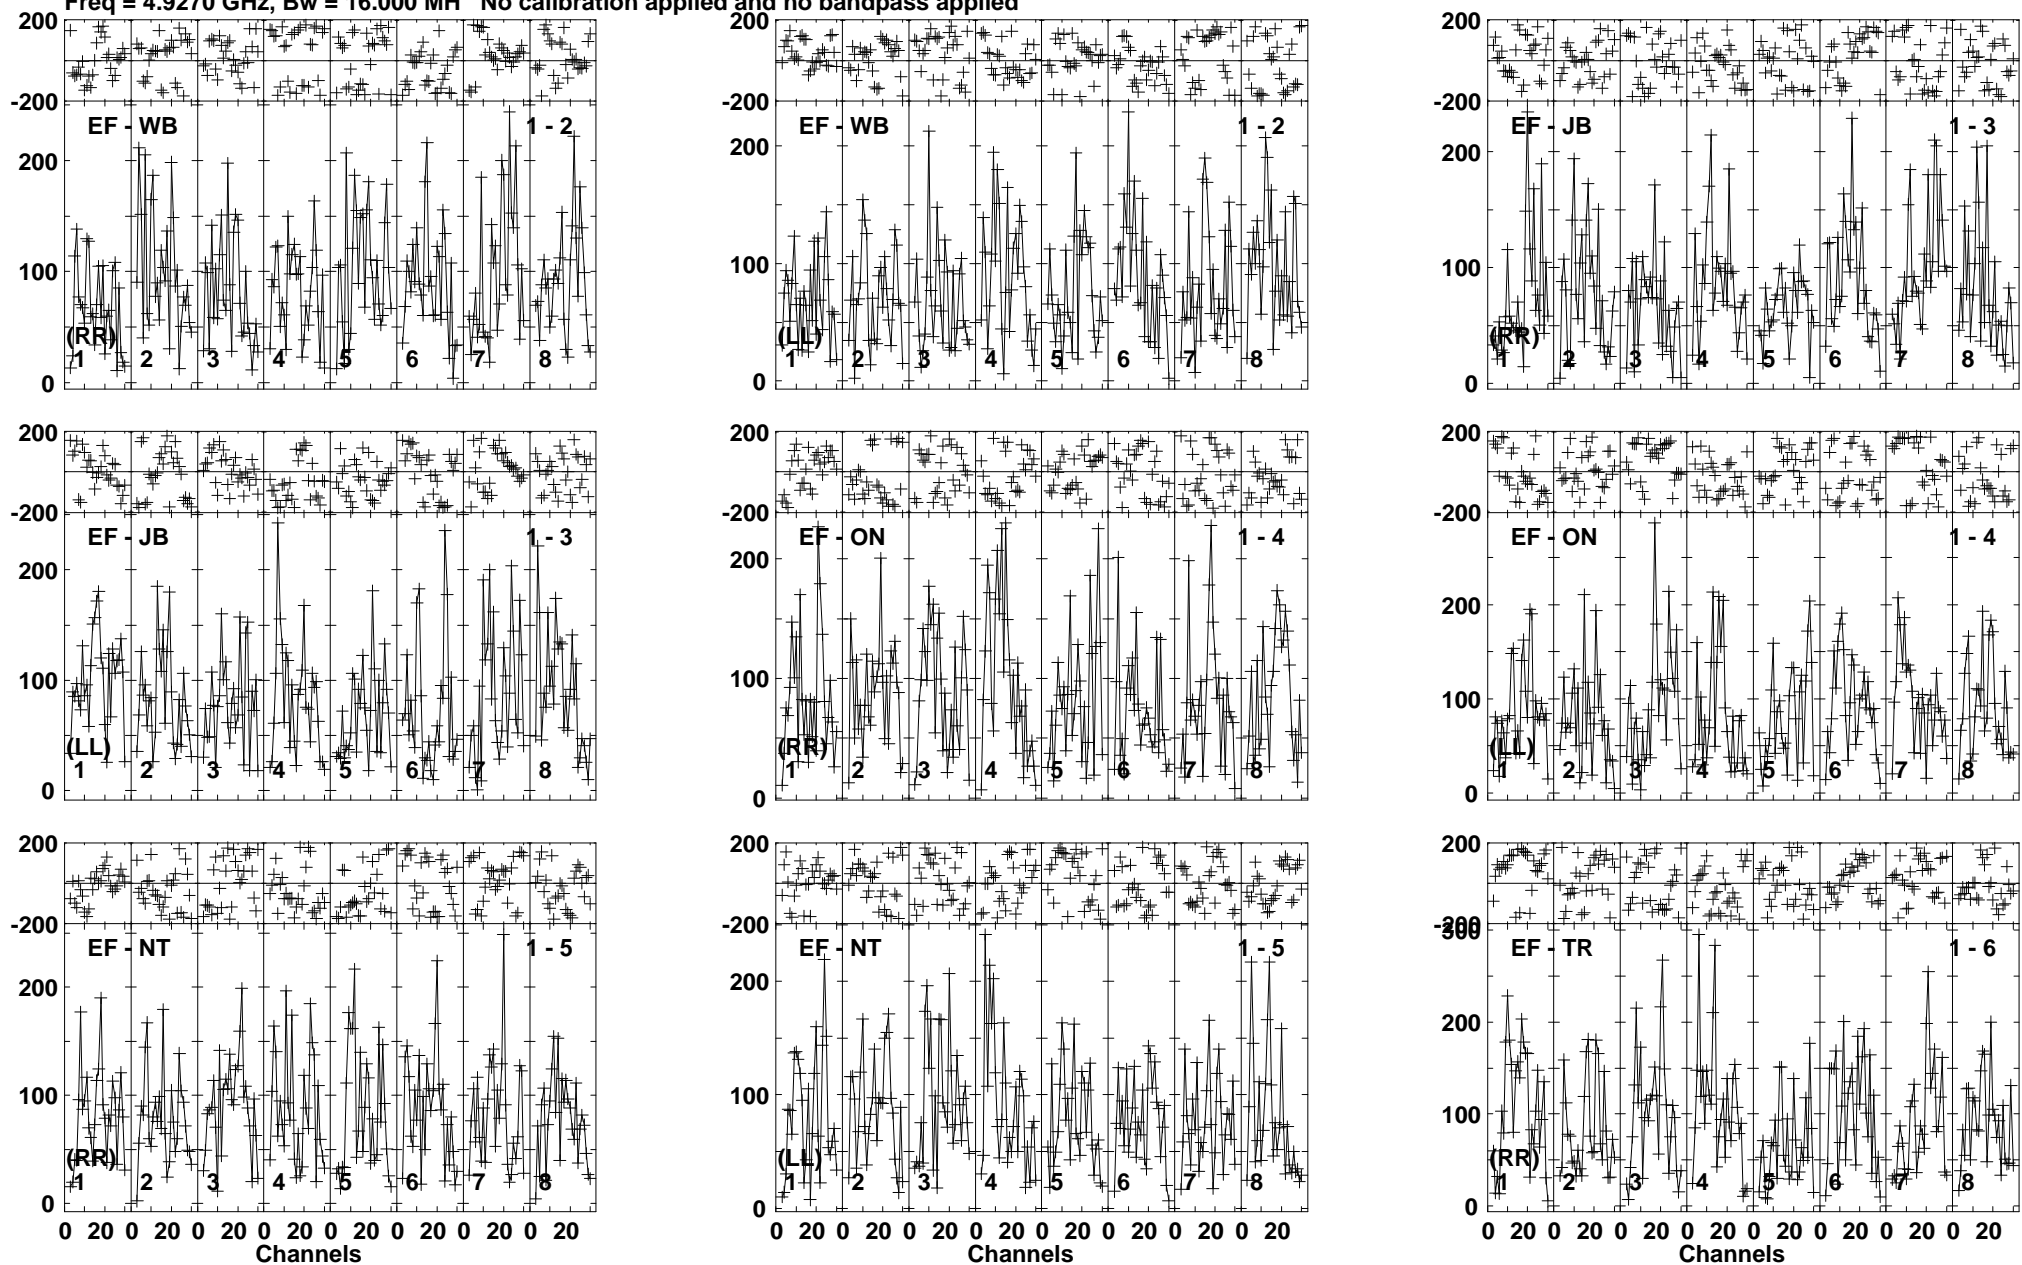 Freq = 4.9270 GHz, Bw = 16.000 MH No calibration applied and no bandpass applied
200 200 200
-200 -200 -200
EF - WB 1 - 2 EF - WB 1 - 2 EF - JB 1 - 3
200 200 200
100 100 100
(RR) (LL) (RR)
1 2 3 4 5 6 7 8 1 2 3 4 5 6 7 8 1 2 3 4 5 6 7 8
0 0 0
200 200 200
-200 -200 -200
EF - JB 1 - 3 EF - ON 1 - 4 EF - ON 1 - 4
200 200 200
100 100 100
(LL) (RR) (LL)
1 2 3 4 5 6 7 8 1 2 3 4 5 6 7 8 1 2 3 4 5 6 7 8
0 0 0
200 200 200
-200 -200 -200
300
EF - NT 1 - 5 EF - NT 1 - 5 EF - TR 1 - 6
200 200 200
100 100 100
(RR) (LL) (RR)
1 2 3 4 5 6 7 8 1 2 3 4 5 6 7 8 1 2 3 4 5 6 7 8
0 0 0
0 20 0 20 0 20 0 20 0 20 0 20 0 20 0 20 0 20 0 20 0 20 0 20 0 20 0 20 0 20 0 20 0 20 0 20 0 20 0 20 0 20 0 20 0 20 0 20
Channels Channels Channels